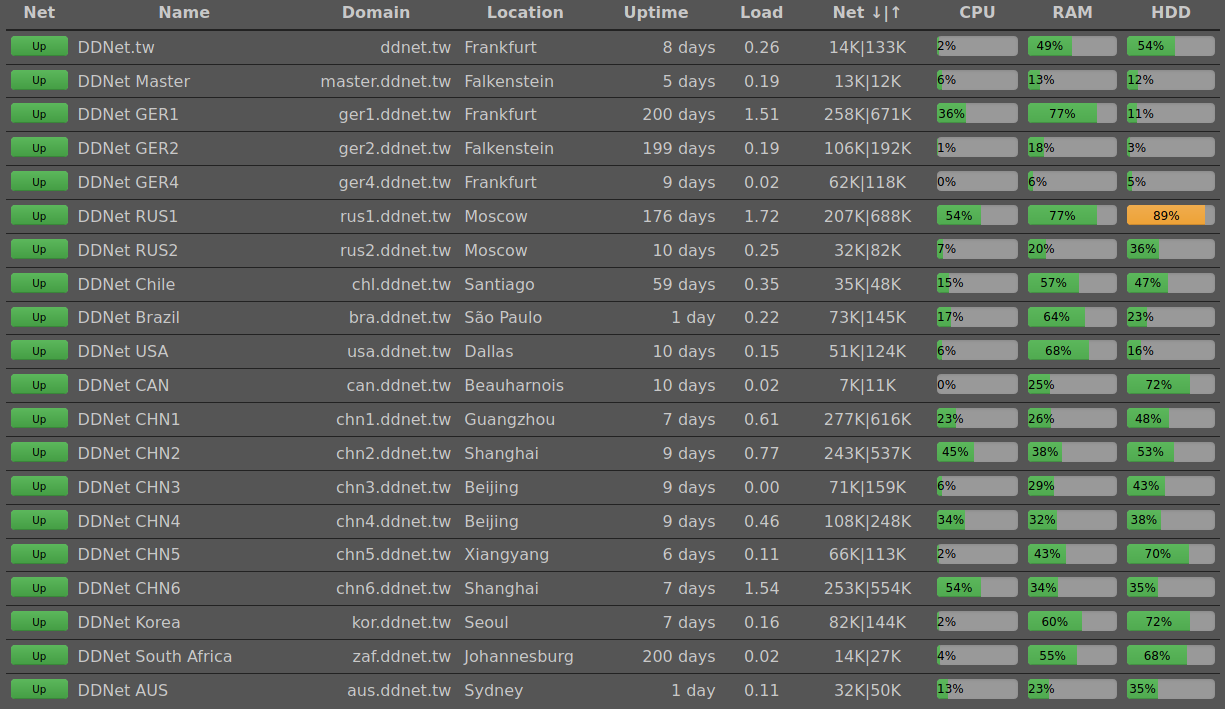 Net Name Domain Location Uptime Load Net ↓|↑ CPU RAM HDD
Up DDNet.tw ddnet.tw Frankfurt 8 days 0.26 14K|133K 2% 49% 54%
Up DDNet Master master.ddnet.tw Falkenstein 5 days 0.19 13K|12K 6% 13% 12%
Up DDNet GER1 ger1.ddnet.tw Frankfurt 200 days 1.51 258K|671K 36% 77% 11%
Up DDNet GER2 ger2.ddnet.tw Falkenstein 199 days 0.19 106K|192K 1% 18% 3%
Up DDNet GER4 ger4.ddnet.tw Frankfurt 9 days 0.02 62K|118K 0% 6% 5%
Up DDNet RUS1 rus1.ddnet.tw Moscow 176 days 1.72 207K|688K 54% 77% 89%
Up DDNet RUS2 rus2.ddnet.tw Moscow 10 days 0.25 32K|82K 7% 20% 36%
Up DDNet Chile chl.ddnet.tw Santiago 59 days 0.35 35K|48K 15% 57% 47%
Up DDNet Brazil bra.ddnet.tw São Paulo 1 day 0.22 73K|145K 17% 64% 23%
Up DDNet USA usa.ddnet.tw Dallas 10 days 0.15 51K|124K 6% 68% 16%
Up DDNet CAN can.ddnet.tw Beauharnois 10 days 0.02 7K|11K 0% 25% 72%
Up DDNet CHN1 chn1.ddnet.tw Guangzhou 7 days 0.61 277K|616K 23% 26% 48%
Up DDNet CHN2 chn2.ddnet.tw Shanghai 9 days 0.77 243K|537K 45% 38% 53%
Up DDNet CHN3 chn3.ddnet.tw Beijing 9 days 0.00 71K|159K 6% 29% 43%
Up DDNet CHN4 chn4.ddnet.tw Beijing 9 days 0.46 108K|248K 34% 32% 38%
Up DDNet CHN5 chn5.ddnet.tw Xiangyang 6 days 0.11 66K|113K 2% 43% 70%
Up DDNet CHN6 chn6.ddnet.tw Shanghai 7 days 1.54 253K|554K 54% 34% 35%
Up DDNet Korea kor.ddnet.tw Seoul 7 days 0.16 82K|144K 2% 60% 72%
Up DDNet South Africa zaf.ddnet.tw Johannesburg 200 days 0.02 14K|27K 4% 55% 68%
Up DDNet AUS aus.ddnet.tw Sydney 1 day 0.11 32K|50K 13% 23% 35%